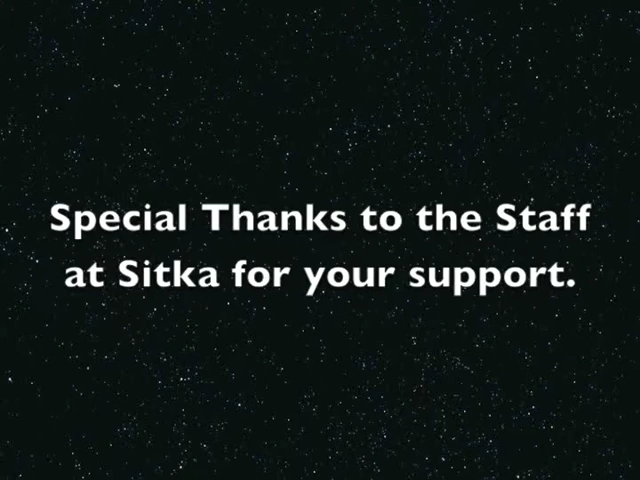 Special Thanks to the Staff
at Sitka for your support.